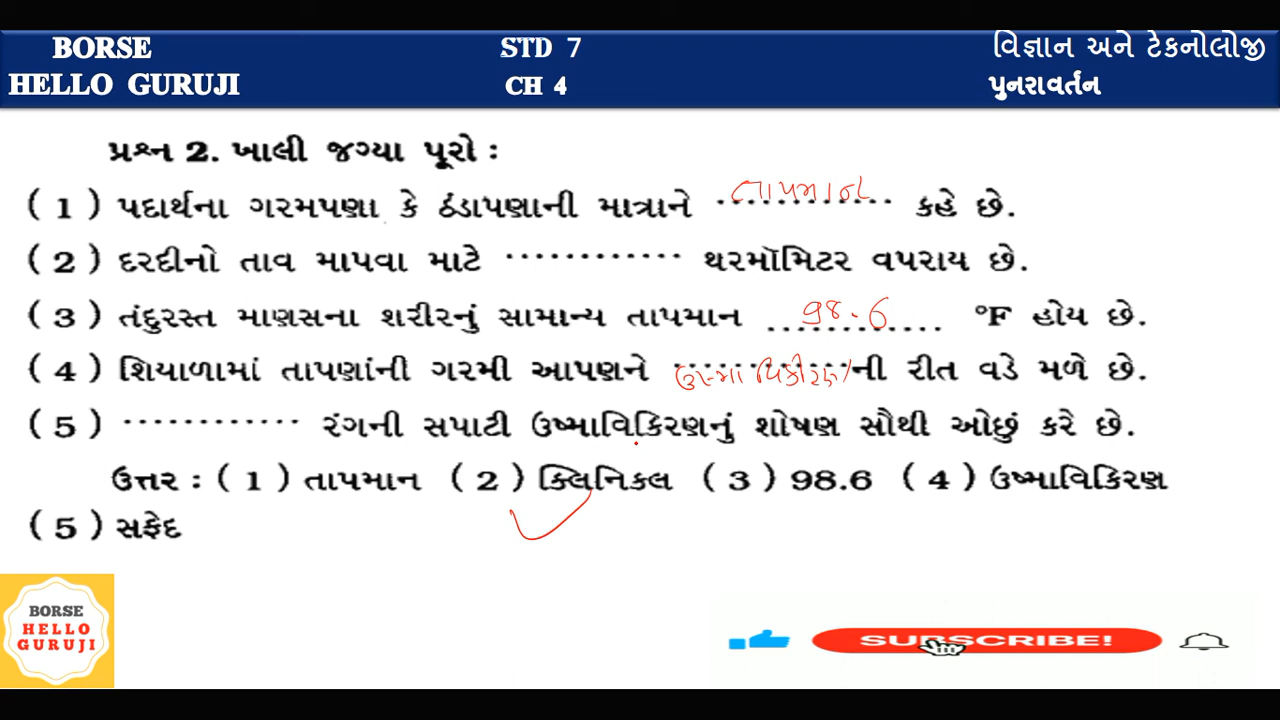 BORSE STD 7 વિજ્ઞાન અને ટેકનોલોજી
HELLO GURUJI CH 4 પુનરાવર્તન
પ્રશ્ન 2. ખાલી જગ્યા પૂરો :
( 1 ) પદાર્થના ગરમપણા કે ઠંડાપણાની માત્રાને તાપમાન ............ કહે છે.
( 2 ) દરદીનો તાવ માપવા માટે ............ થરમૉમિટર વપરાય છે.
( 3 ) તંદુરસ્ત માણસના શરીરનું સામાન્ય તાપમાન 98.6 ............ °F હોય છે.
( 4 ) શિયાળામાં તાપણાંની ગરમી આપણને ઉષ્માવિકીરણ ............ની રીત વડે મળે છે.
( 5 ) ............ રંગની સપાટી ઉષ્માવિકિરણનું શોષણ સૌથી ઓછું કરે છે.
ઉત્તર : ( 1 ) તાપમાન ( 2 ) ક્લિનિકલ ( 3 ) 98.6 ( 4 ) ઉષ્માવિકિરણ
( 5 ) સફેદ
BORSE
HELLO
GURUJI
SUBSCRIBE!